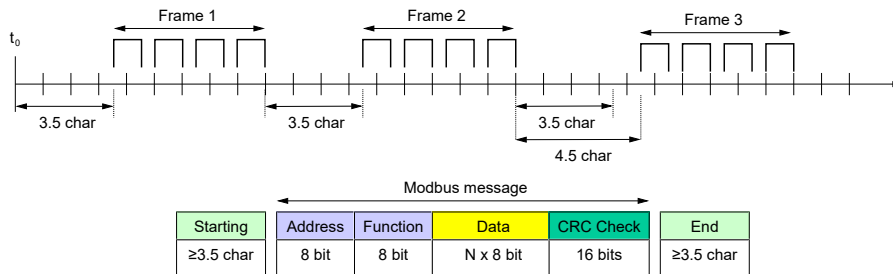 Frame 1 Frame 2 Frame 3
t0
3.5 char 3.5 char 3.5 char
4.5 char
Modbus message
Starting Address Function Data CRC Check End
≥3.5 char 8 bit 8 bit N x 8 bit 16 bits ≥3.5 char